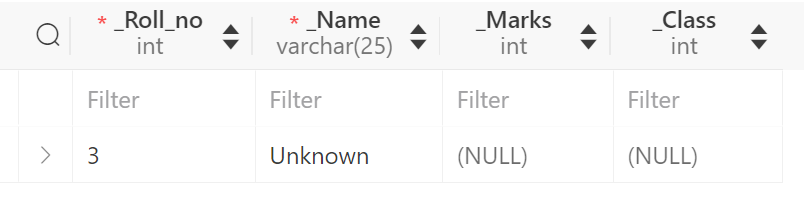 * _Roll_no * _Name _Marks _Class
int varchar(25) int int
Filter Filter Filter Filter
3 Unknown (NULL) (NULL)